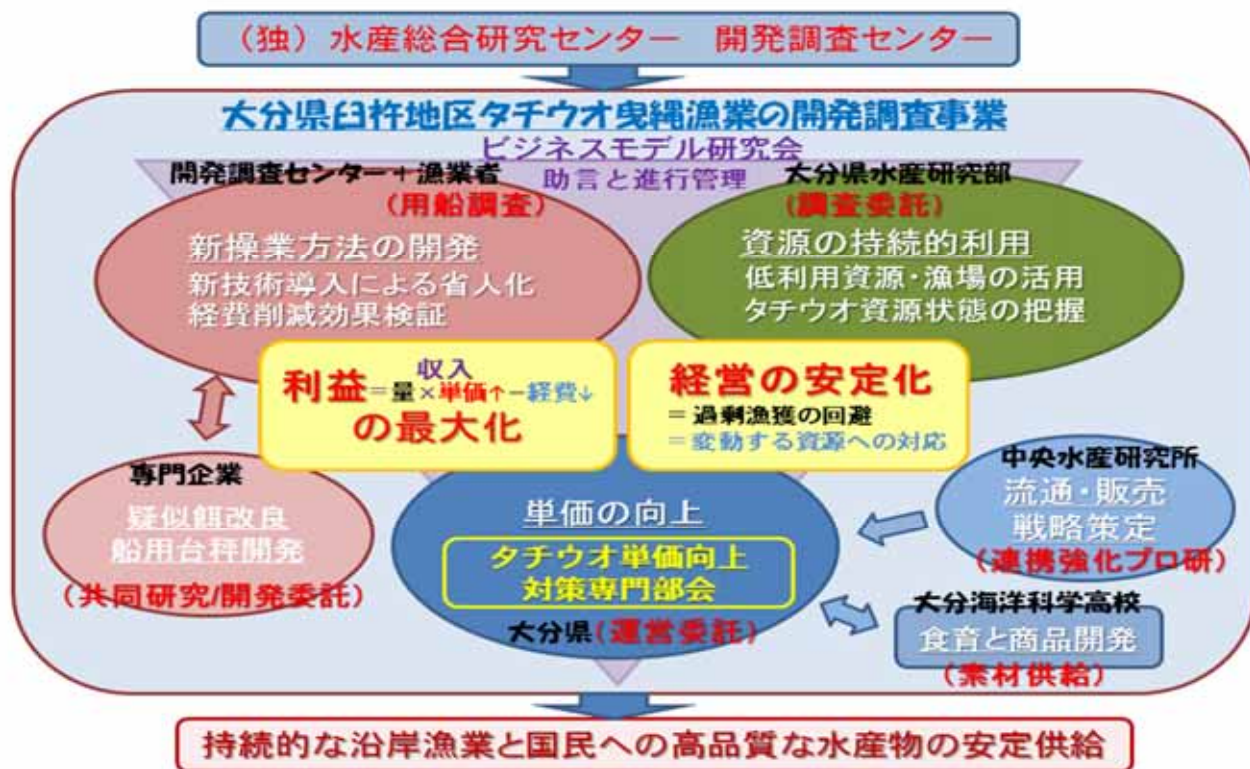 （独）水産総合研究センター　開発調査センター
大分県臼杵地区タチウオ曳縄漁業の開発調査事業
ビジネスモデル研究会
助言と進行管理
開発調査センター＋漁業者
（用船調査）
新操業方法の開発
新技術導入による省人化
経費削減効果検証
大分県水産研究部
（調査委託）
資源の持続的利用
低利用資源・漁場の活用
タチウオ資源状態の把握
収入
利益＝量×単価↑－経費↓
の最大化
経営の安定化
＝過剰漁獲の回避
＝変動する資源への対応
専門企業
疑似餌改良
船用台秤開発
（共同研究/開発委託）
単価の向上
タチウオ単価向上
対策専門部会
大分県（運営委託）
中央水産研究所
流通・販売
戦略策定
（連携強化プロ研）
大分海洋科学高校
食育と商品開発
（素材供給）
持続的な沿岸漁業と国民への高品質な水産物の安定供給